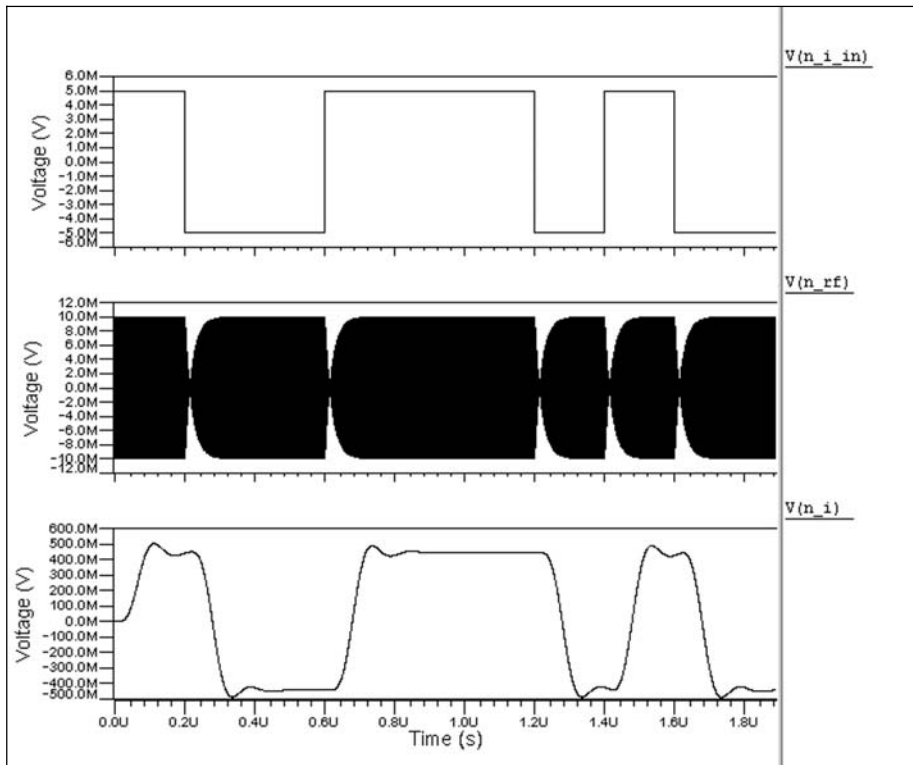 V(n_i_in)
6.0M
5.0M
4.0M
3.0M
2.0M
1.0M
0.0M
-1.0M
-2.0M
-3.0M
-4.0M
-5.0M
-6.0M
Voltage (V)
V(n_rf)
12.0M
10.0M
8.0M
6.0M
4.0M
2.0M
0.0M
-2.0M
-4.0M
-6.0M
-8.0M
-10.0M
-12.0M
Voltage (V)
V(n_i)
600.0M
500.0M
400.0M
300.0M
200.0M
100.0M
0.0M
-100.0M
-200.0M
-300.0M
-400.0M
-500.0M
Voltage (V)
0.0U 0.2U 0.4U 0.6U 0.8U 1.0U 1.2U 1.4U 1.6U 1.8U
Time (s)